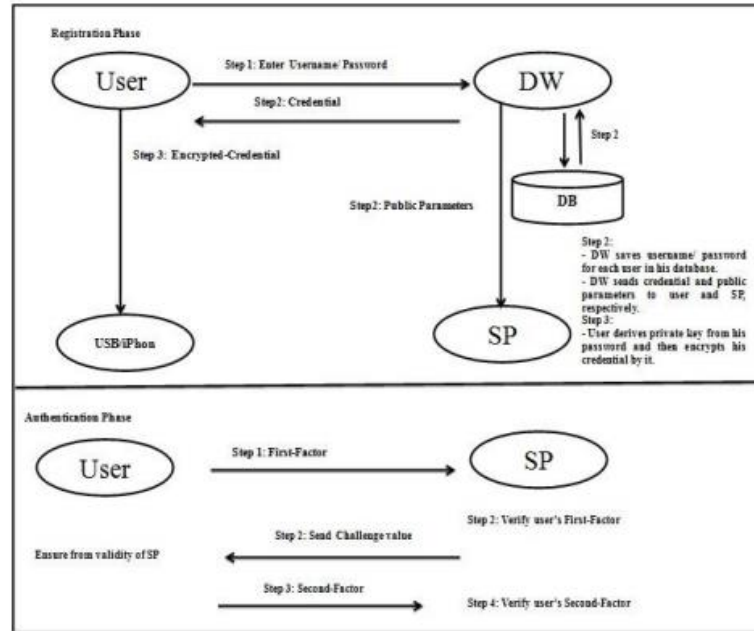 Registration Phase
User
Step 1: Enter Username/ Password
DW
Step2: Credential
Step 2
Step 3: Encrypted-Credential
DB
Step2: Public Parameters
Step 2:
- DW saves username/ password
for each user in his database.
- DW sends credential and public
parameters to user and SP,
respectively.
Step 3:
- User derives private key from his
password and then encrypts his
credential by it.
USB/iPhon
SP
Authentication Phase
User
Step 1: First-Factor
SP
Step 2: Verify user's First-Factor
Step 2: Send Challenge value
Ensure from validity of SP
Step 3: Second-Factor
Step 4: Verify user's Second-Factor